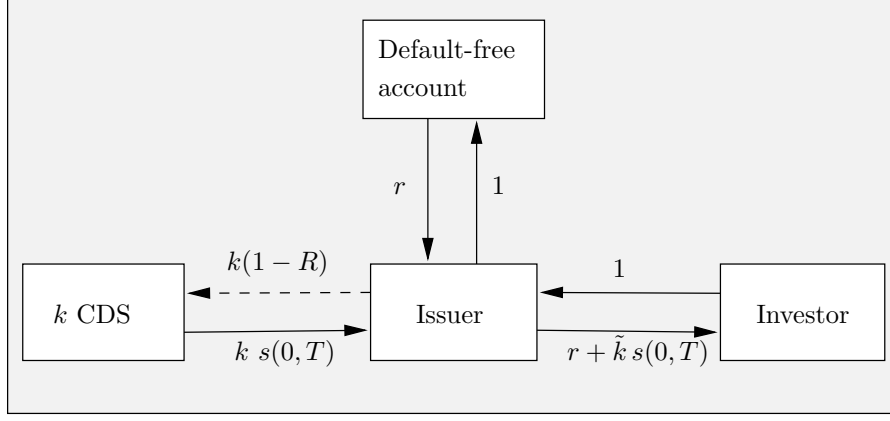 Default-free
account
r
1
k(1 − R)
1
k CDS
Issuer
Investor
k s(0, T)
r + k̃ s(0, T)